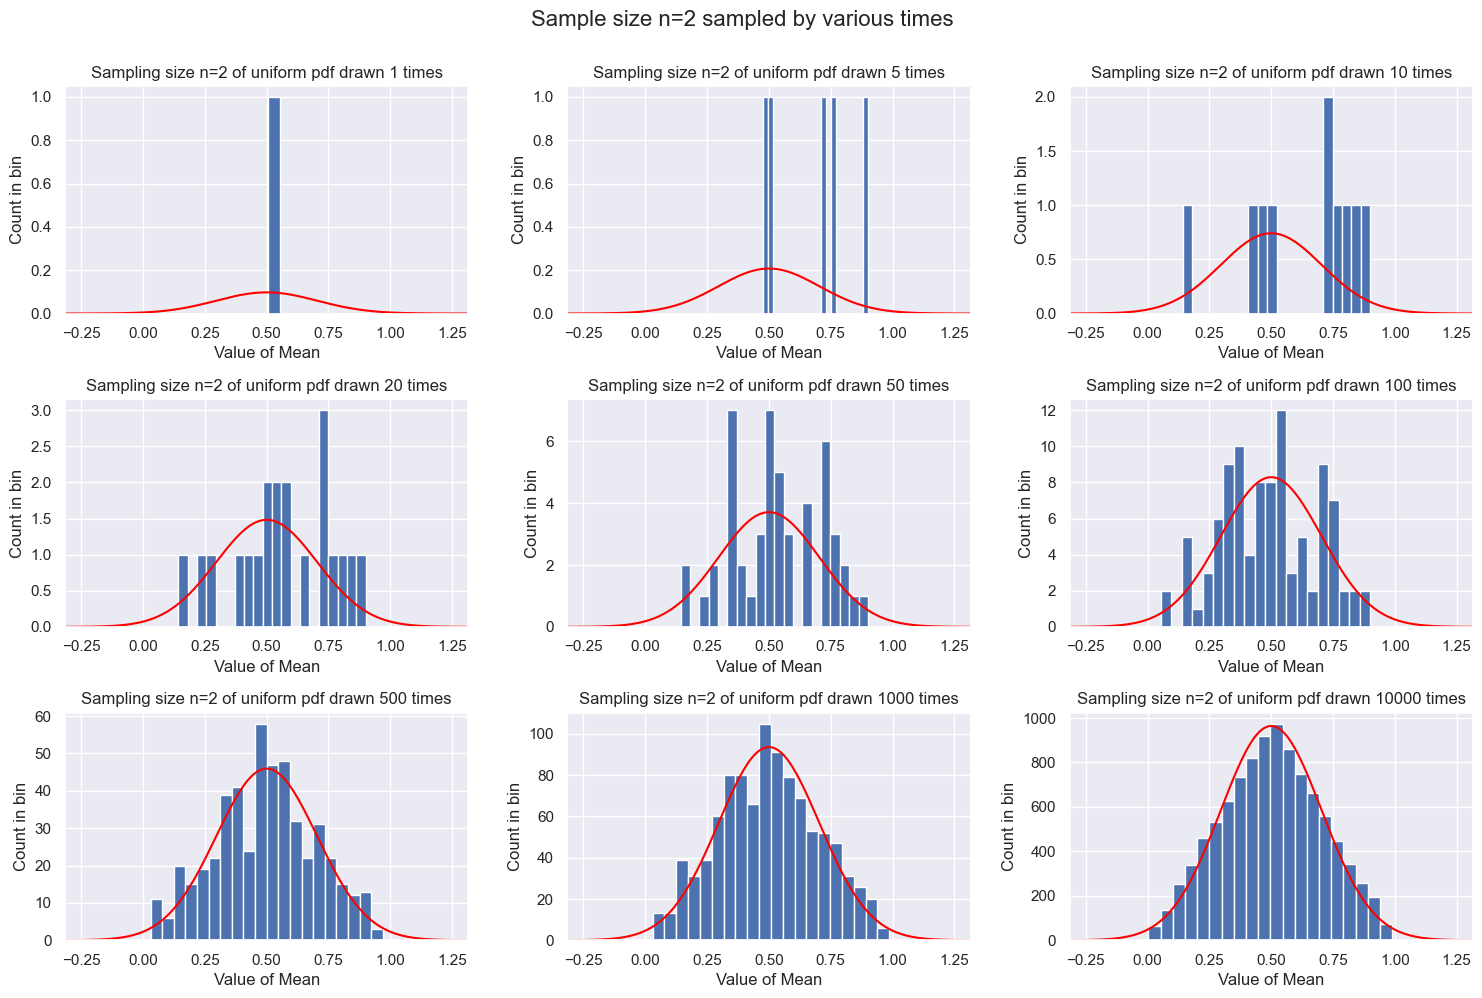 Sample size n=2 sampled by various times
Sampling size n=2 of uniform pdf drawn 1 times
1.0
0.8
0.6
0.4
0.2
0.0
Count in bin
−0.25 0.00 0.25 0.50 0.75 1.00 1.25
Value of Mean
Sampling size n=2 of uniform pdf drawn 5 times
1.0
0.8
0.6
0.4
0.2
0.0
Count in bin
−0.25 0.00 0.25 0.50 0.75 1.00 1.25
Value of Mean
Sampling size n=2 of uniform pdf drawn 10 times
2.0
1.5
1.0
0.5
0.0
Count in bin
−0.25 0.00 0.25 0.50 0.75 1.00 1.25
Value of Mean
Sampling size n=2 of uniform pdf drawn 20 times
3.0
2.5
2.0
1.5
1.0
0.5
0.0
Count in bin
−0.25 0.00 0.25 0.50 0.75 1.00 1.25
Value of Mean
Sampling size n=2 of uniform pdf drawn 50 times
6
4
2
0
Count in bin
−0.25 0.00 0.25 0.50 0.75 1.00 1.25
Value of Mean
Sampling size n=2 of uniform pdf drawn 100 times
12
10
8
6
4
2
0
Count in bin
−0.25 0.00 0.25 0.50 0.75 1.00 1.25
Value of Mean
Sampling size n=2 of uniform pdf drawn 500 times
60
50
40
30
20
10
0
Count in bin
−0.25 0.00 0.25 0.50 0.75 1.00 1.25
Value of Mean
Sampling size n=2 of uniform pdf drawn 1000 times
100
80
60
40
20
0
Count in bin
−0.25 0.00 0.25 0.50 0.75 1.00 1.25
Value of Mean
Sampling size n=2 of uniform pdf drawn 10000 times
1000
800
600
400
200
0
Count in bin
−0.25 0.00 0.25 0.50 0.75 1.00 1.25
Value of Mean